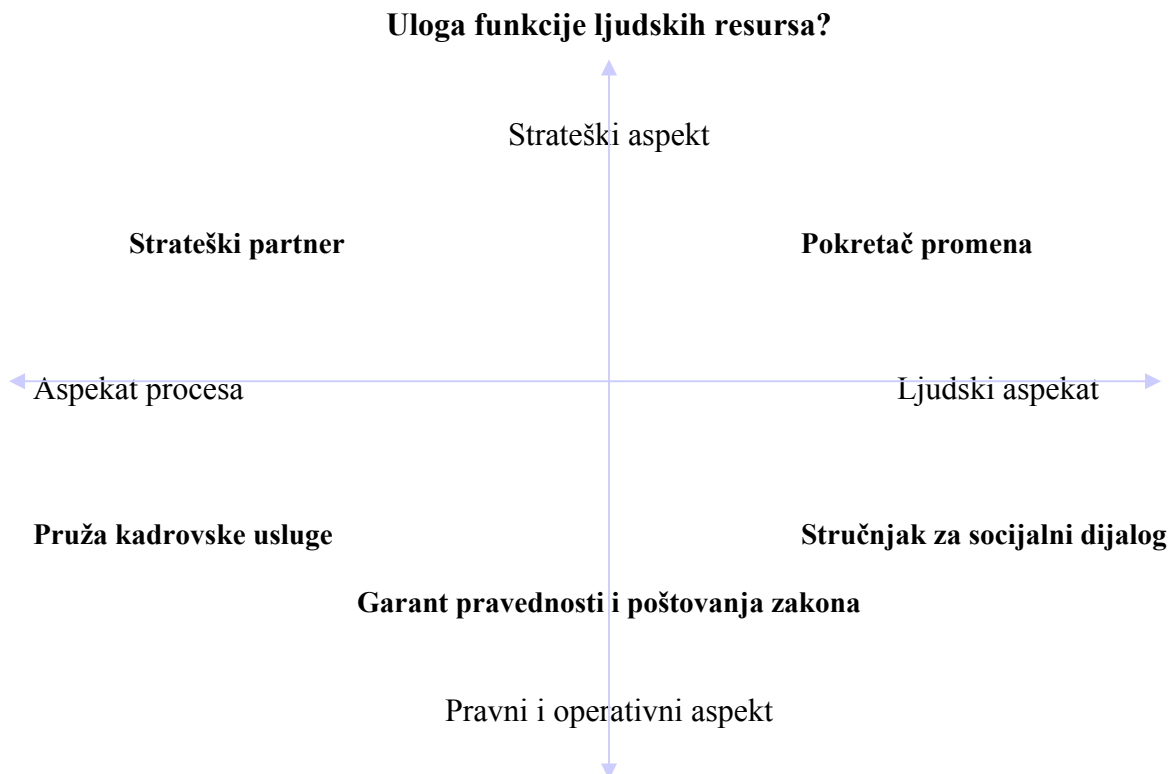 Uloga funkcije ljudskih resursa?
Strateški aspekt
Strateški partner
Pokretač promena
Aspekat procesa
Ljudski aspekat
Pruža kadrovske usluge
Stručnjak za socijalni dijalog
Garant pravednosti i poštovanja zakona
Pravni i operativni aspekt